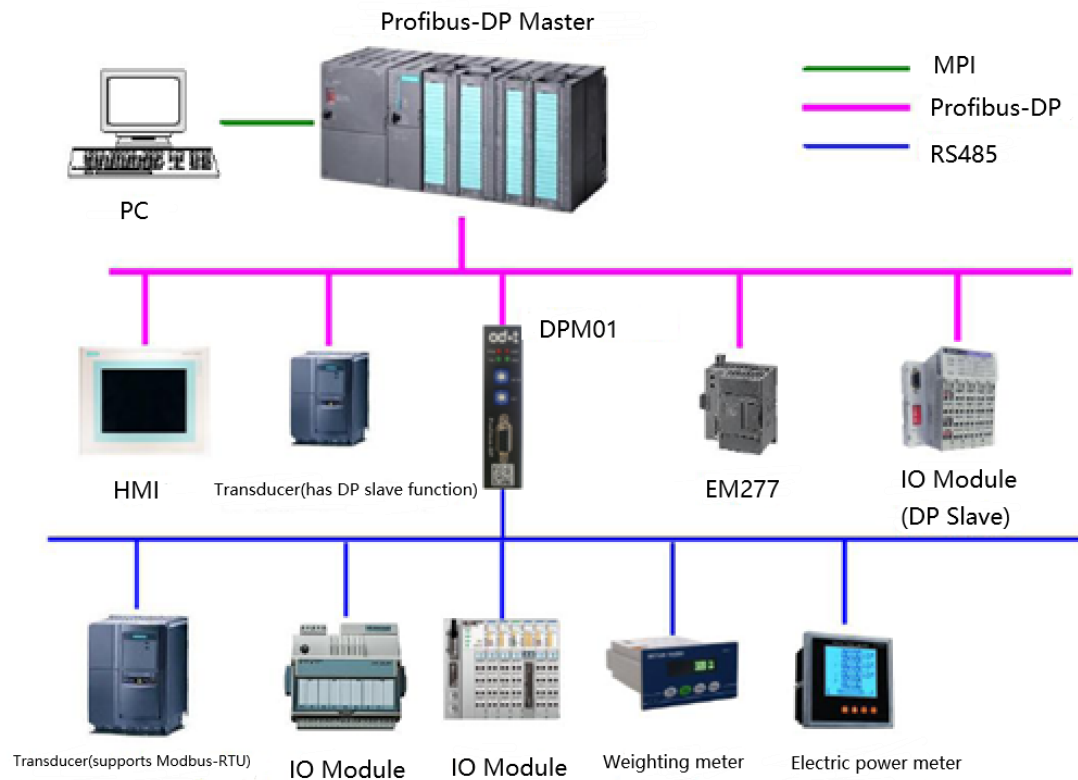 Profibus-DP Master
MPI
Profibus-DP
RS485
PC
DPM01
od·t
HMI
Transducer(has DP slave function)
EM277
IO Module
(DP Slave)
Transducer(supports Modbus-RTU)
IO Module
IO Module
Weighting meter
Electric power meter